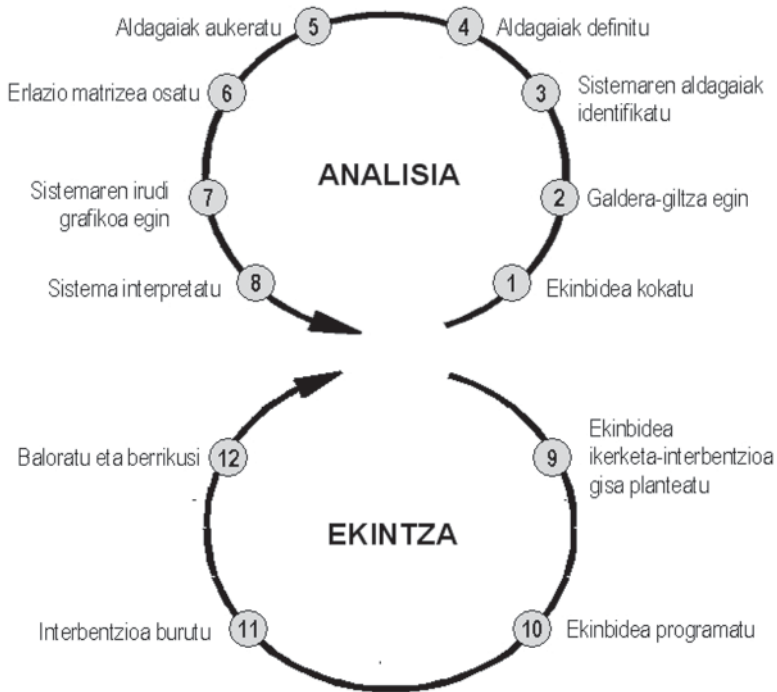 Aldagaiak aukeratu
5
4
Aldagaiak definitu
Erlazio matrizea osatu
6
3
Sistemaren aldagaiak
identifikatu
ANALISIA
Sistemaren irudi
grafikoa egin
7
2
Galdera-giltza egin
Sistema interpretatu
8
1
Ekinbidea kokatu
Baloratu eta berrikusi
12
9
Ekinbidea
ikerketa-interbentzioa
gisa planteatu
EKINTZA
Interbentzioa burutu
11
10
Ekinbidea programatu